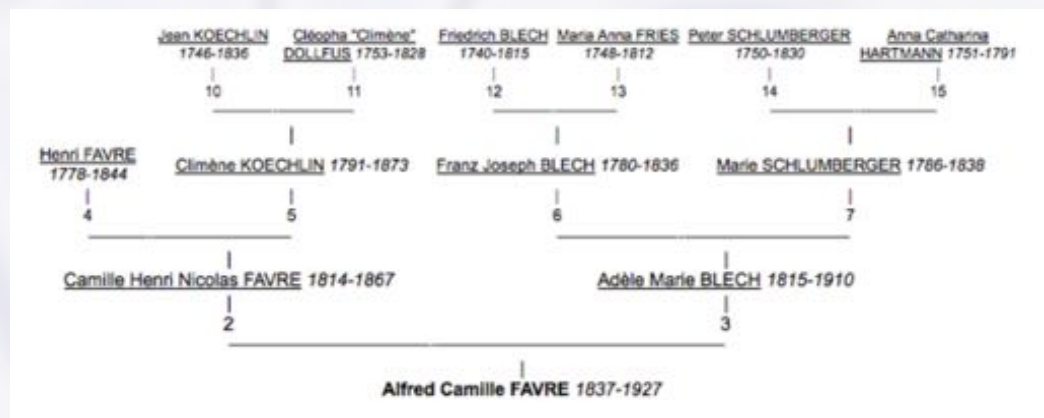 Jean KOECHLIN Cléopha "Climène" Friedrich BLECH Maria Anna FRIES Peter SCHLUMBERGER Anna Catharina
1746-1836 DOLLFUS 1753-1828 1740-1815 1748-1812 1750-1830 HARTMANN 1751-1791
10 11 12 13 14 15
Henri FAVRE
1778-1844
Climène KOECHLIN 1791-1873 Franz Joseph BLECH 1780-1836 Marie SCHLUMBERGER 1786-1838
4 5 6 7
Camille Henri Nicolas FAVRE 1814-1867 Adèle Marie BLECH 1815-1910
2 3
Alfred Camille FAVRE 1837-1927